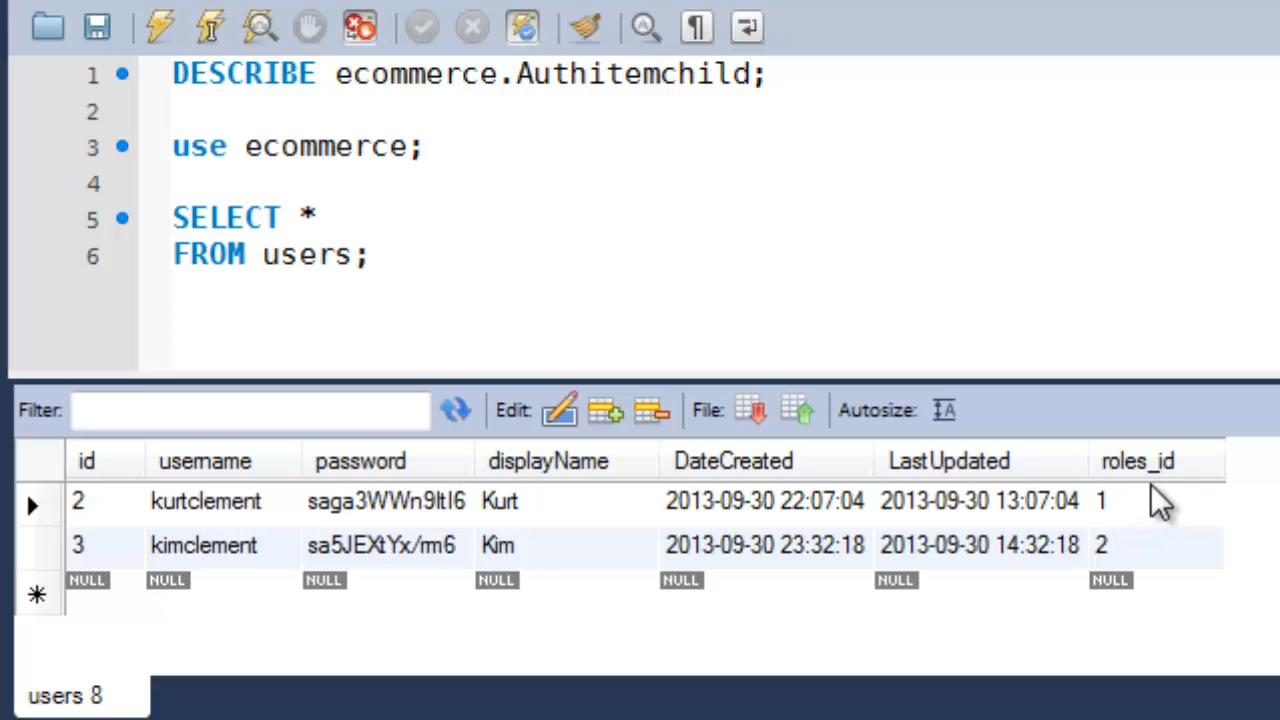 1 DESCRIBE ecommerce.Authitemchild;
2
3 use ecommerce;
4
5 SELECT *
6 FROM users;
Filter: Edit: File: Autosize:
id username password displayName DateCreated LastUpdated roles_id
2 kurtclement saga3WWn9ltl6 Kurt 2013-09-30 22:07:04 2013-09-30 13:07:04 1
3 kimclement sa5JEXtYx/rm6 Kim 2013-09-30 23:32:18 2013-09-30 14:32:18 2
NULL NULL NULL NULL NULL NULL NULL
users 8